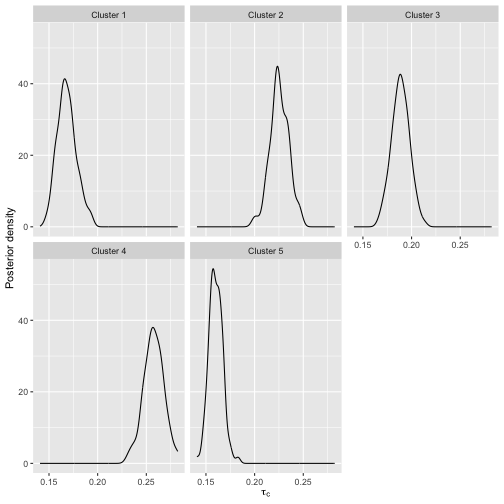 Cluster 1
Cluster 2
Cluster 3
40
20
0
0.15 0.20 0.25
Posterior density
Cluster 4
Cluster 5
40
20
0
0.15 0.20 0.25
0.15 0.20 0.25
τc